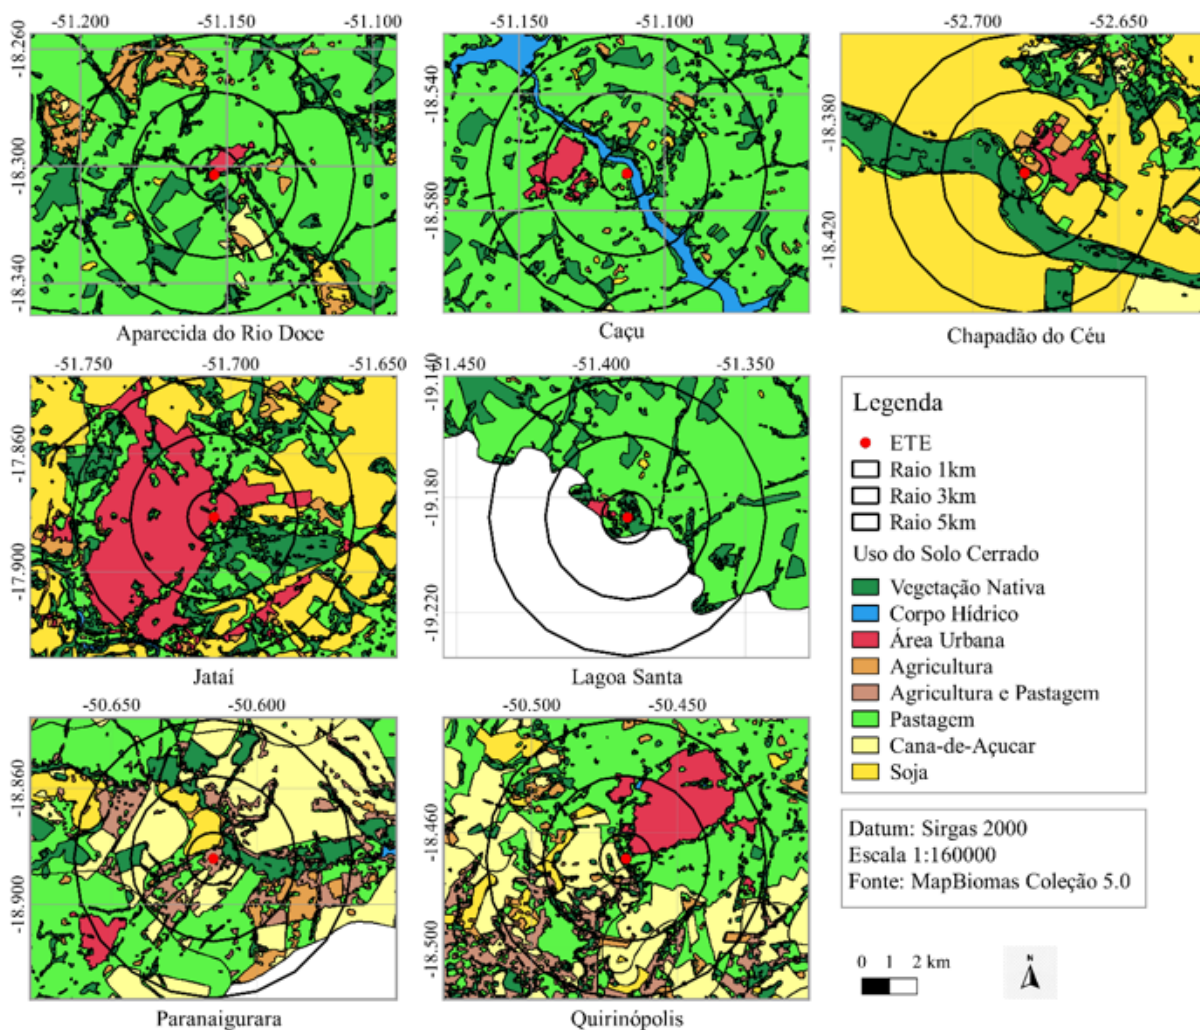 -51.200 -51.150 -51.100
-18.260
-18.300
-18.340
Aparecida do Rio Doce
-51.150 -51.100
-18.540
-18.580
Caçu
-52.700 -52.650
-18.380
-18.420
Chapadão do Céu
-51.750 -51.700 -51.650
-17.860
-17.900
Jataí
-51.450 -51.400 -51.350
-19.140
-19.180
-19.220
Lagoa Santa
Legenda
ETE
Raio 1km
Raio 3km
Raio 5km
Uso do Solo Cerrado
Vegetação Nativa
Corpo Hídrico
Área Urbana
Agricultura
Agricultura e Pastagem
Pastagem
Cana-de-Açucar
Soja
-50.650 -50.600
-18.860
-18.900
Paranaigurara
-50.500 -50.450
-18.460
-18.500
Quirinópolis
Datum: Sirgas 2000
Escala 1:160000
Fonte: MapBiomas Coleção 5.0
0 1 2 km
N